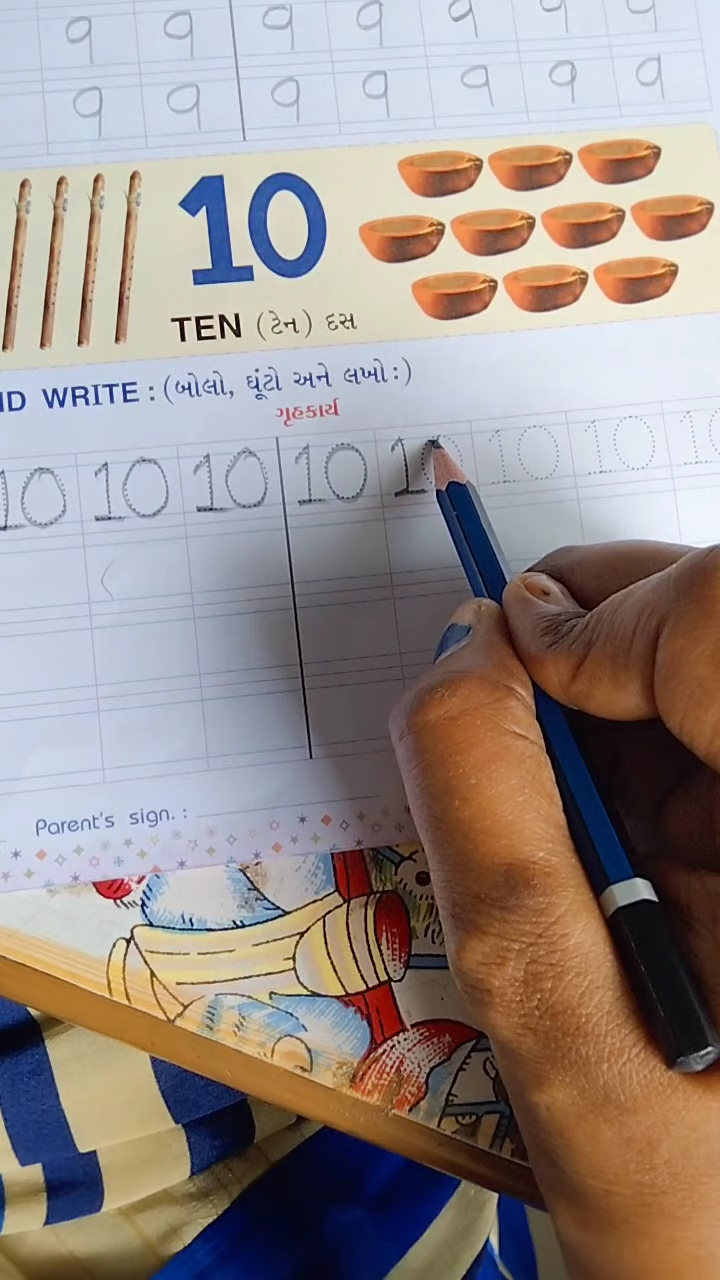 9 9 9 9 9 9 9
9 9 9 9 9 9 9
10
TEN (ટેન) દસ
WRITE : (બોલો, ઘૂંટો અને લખો :)
ગૃહકાર્ય
10 10 10 10 10 10 10 10
Parent's sign. :